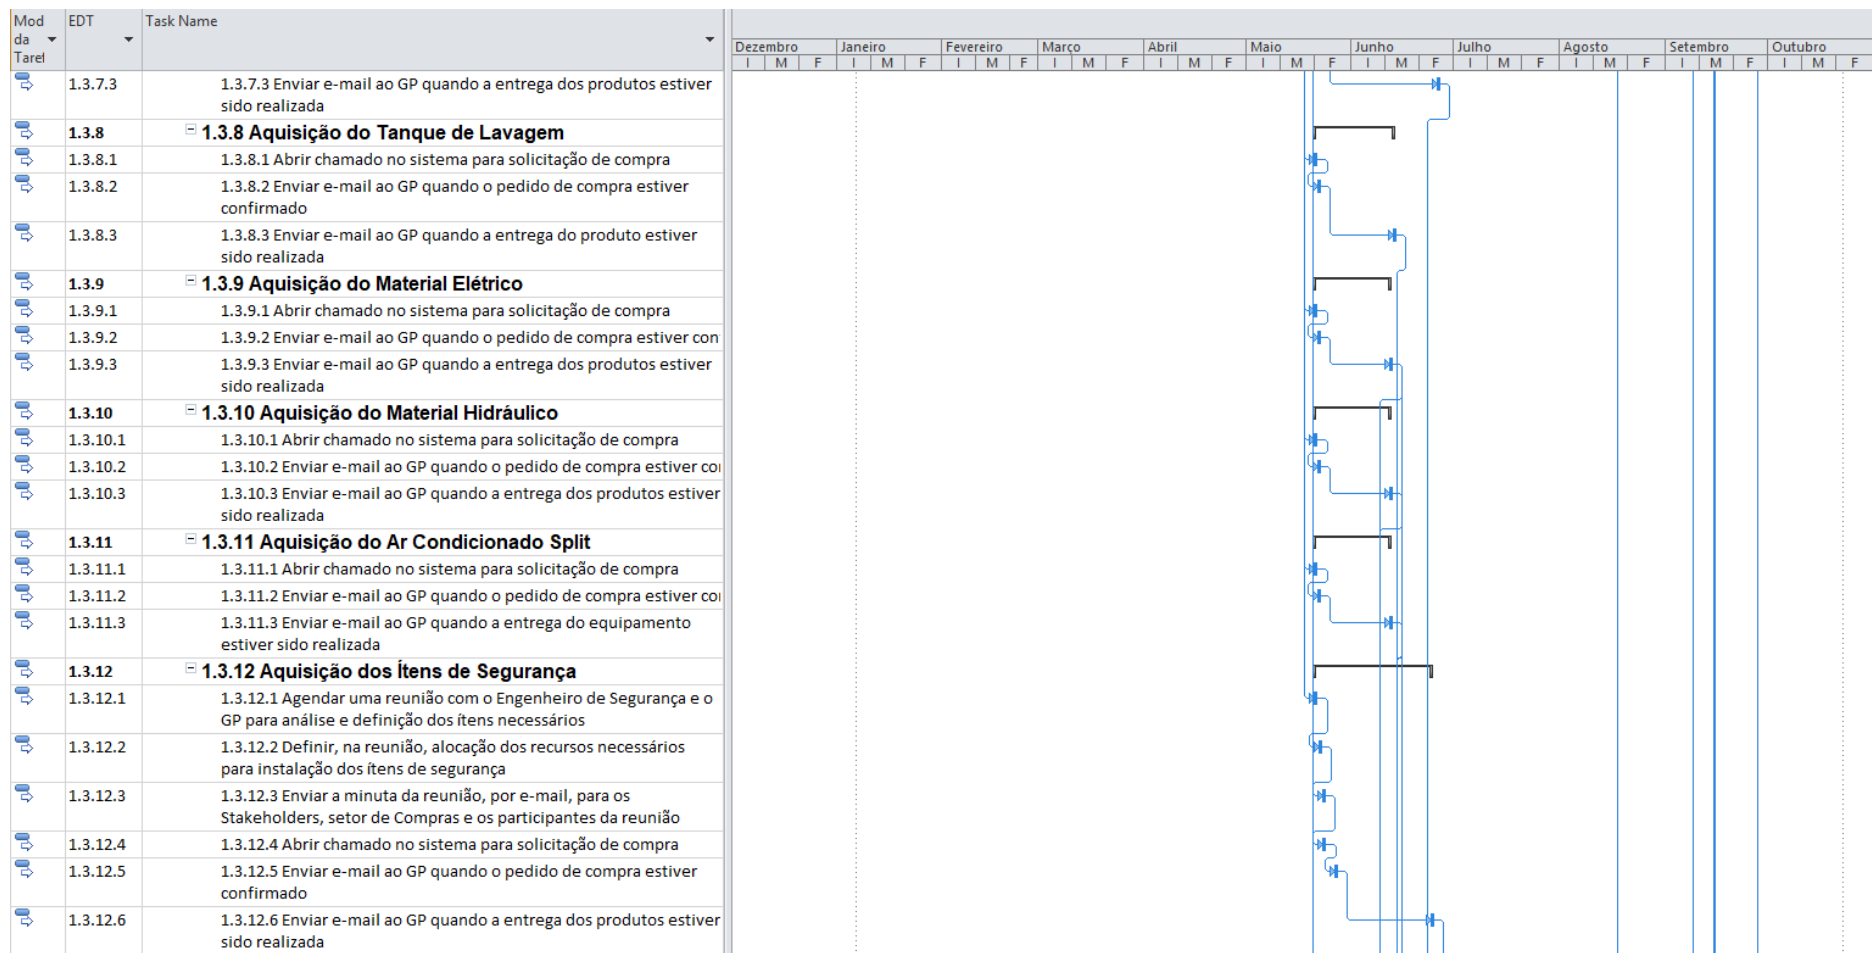 Mod EDT Task Name
da
Taref
Dezembro Janeiro Fevereiro Março Abril Maio Junho Julho Agosto Setembro Outubro
I M F I M F I M F I M F I M F I M F I M F I M F I M F I M F I M F
1.3.7.3 1.3.7.3 Enviar e-mail ao GP quando a entrega dos produtos estiver
sido realizada
1.3.8 1.3.8 Aquisição do Tanque de Lavagem
1.3.8.1 1.3.8.1 Abrir chamado no sistema para solicitação de compra
1.3.8.2 1.3.8.2 Enviar e-mail ao GP quando o pedido de compra estiver
confirmado
1.3.8.3 1.3.8.3 Enviar e-mail ao GP quando a entrega do produto estiver
sido realizada
1.3.9 1.3.9 Aquisição do Material Elétrico
1.3.9.1 1.3.9.1 Abrir chamado no sistema para solicitação de compra
1.3.9.2 1.3.9.2 Enviar e-mail ao GP quando o pedido de compra estiver con
1.3.9.3 1.3.9.3 Enviar e-mail ao GP quando a entrega dos produtos estiver
sido realizada
1.3.10 1.3.10 Aquisição do Material Hidráulico
1.3.10.1 1.3.10.1 Abrir chamado no sistema para solicitação de compra
1.3.10.2 1.3.10.2 Enviar e-mail ao GP quando o pedido de compra estiver co
1.3.10.3 1.3.10.3 Enviar e-mail ao GP quando a entrega dos produtos estiver
sido realizada
1.3.11 1.3.11 Aquisição do Ar Condicionado Split
1.3.11.1 1.3.11.1 Abrir chamado no sistema para solicitação de compra
1.3.11.2 1.3.11.2 Enviar e-mail ao GP quando o pedido de compra estiver co
1.3.11.3 1.3.11.3 Enviar e-mail ao GP quando a entrega do equipamento
estiver sido realizada
1.3.12 1.3.12 Aquisição dos Ítens de Segurança
1.3.12.1 1.3.12.1 Agendar uma reunião com o Engenheiro de Segurança e o
GP para análise e definição dos ítens necessários
1.3.12.2 1.3.12.2 Definir, na reunião, alocação dos recursos necessários
para instalação dos ítens de segurança
1.3.12.3 1.3.12.3 Enviar a minuta da reunião, por e-mail, para os
Stakeholders, setor de Compras e os participantes da reunião
1.3.12.4 1.3.12.4 Abrir chamado no sistema para solicitação de compra
1.3.12.5 1.3.12.5 Enviar e-mail ao GP quando o pedido de compra estiver
confirmado
1.3.12.6 1.3.12.6 Enviar e-mail ao GP quando a entrega dos produtos estiver
sido realizada